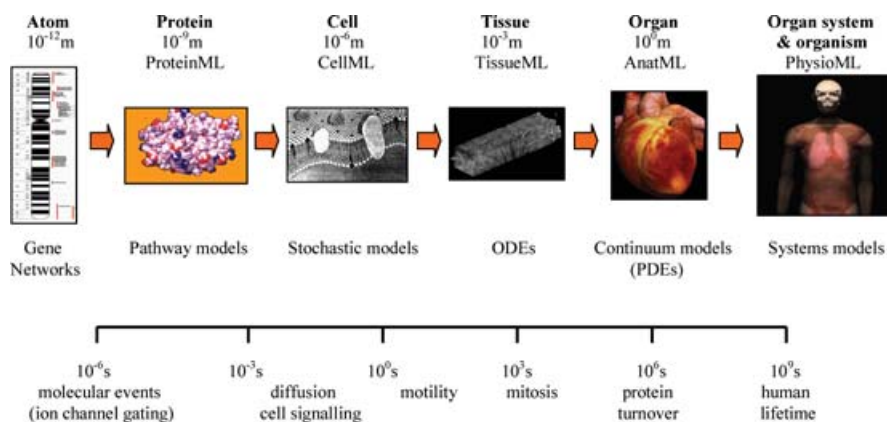 Atom
10⁻¹²m
Protein
10⁻⁹m
ProteinML
Cell
10⁻⁶m
CellML
Tissue
10⁻³m
TissueML
Organ
10⁰m
AnatML
Organ system
& organism
PhysioML
Gene
Networks
Pathway models
Stochastic models
ODEs
Continuum models
(PDEs)
Systems models
10⁻⁶s
10⁻³s
10⁰s
10³s
10⁶s
10⁹s
molecular events
(ion channel gating)
diffusion
cell signalling
motility
mitosis
protein
turnover
human
lifetime